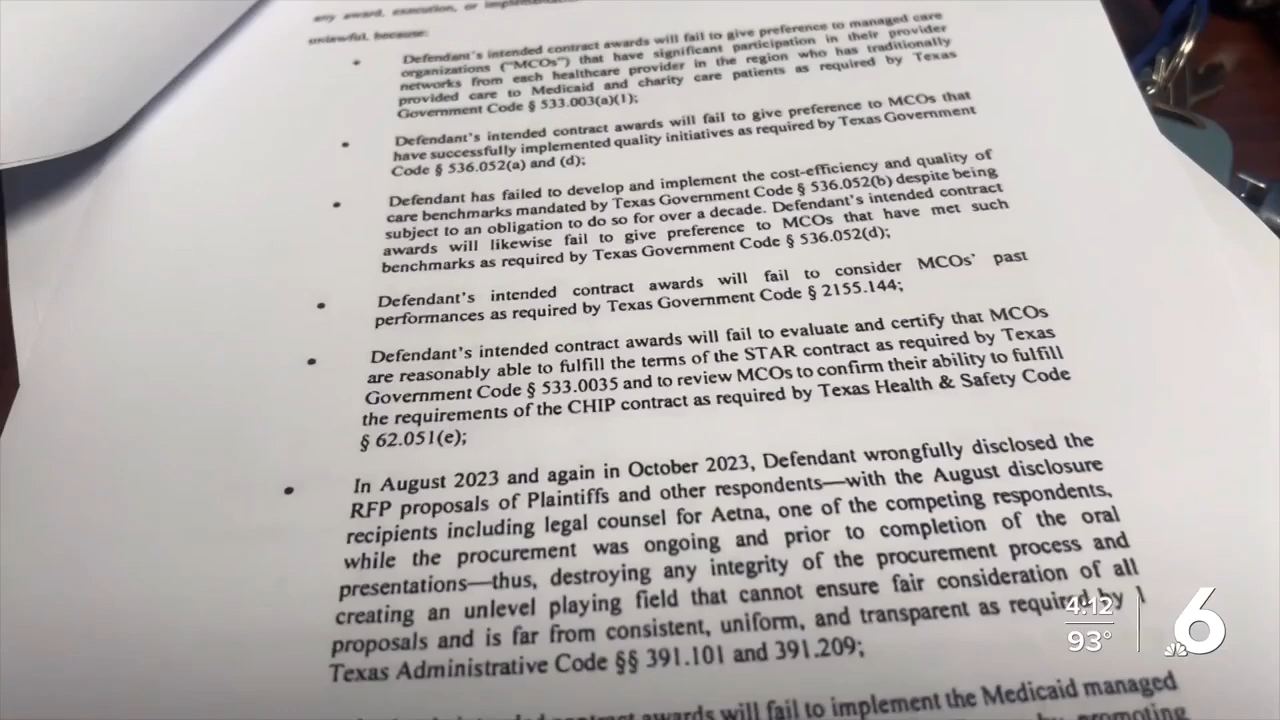 any award, execution, or
unlawful, because:
• Defendant's intended contract awards will fail to give preference to managed care
organizations ("MCOs") that have significant participation in their provider
networks from each healthcare provider in the region who has traditionally
provided care to Medicaid and charity care patients as required by Texas
Government Code § 533.003(a)(1);
• Defendant's intended contract awards will fail to give preference to MCOs that
have successfully implemented quality initiatives as required by Texas Government
Code § 536.052(a) and (d);
• Defendant has failed to develop and implement the cost-efficiency and quality of
care benchmarks mandated by Texas Government Code § 536.052(b) despite being
subject to an obligation to do so for over a decade. Defendant's intended contract
awards will likewise fail to give preference to MCOs that have met such
benchmarks as required by Texas Government Code § 536.052(d);
• Defendant's intended contract awards will fail to consider MCOs' past
performances as required by Texas Government Code § 2155.144;
• Defendant's intended contract awards will fail to evaluate and certify that MCOs
are reasonably able to fulfill the terms of the STAR contract as required by Texas
Government Code § 533.0035 and to review MCOs to confirm their ability to fulfill
the requirements of the CHIP contract as required by Texas Health & Safety Code
§ 62.051(e);
• In August 2023 and again in October 2023, Defendant wrongfully disclosed the
RFP proposals of Plaintiffs and other respondents—with the August disclosure
recipients including legal counsel for Aetna, one of the competing respondents,
while the procurement was ongoing and prior to completion of the oral
presentations—thus, destroying any integrity of the procurement process and
creating an unlevel playing field that cannot ensure fair consideration of all
proposals and is far from consistent, uniform, and transparent as required by 1
Texas Administrative Code §§ 391.101 and 391.209;
contract awards will fail to implement the Medicaid managed
promoting
4:12
93°
6